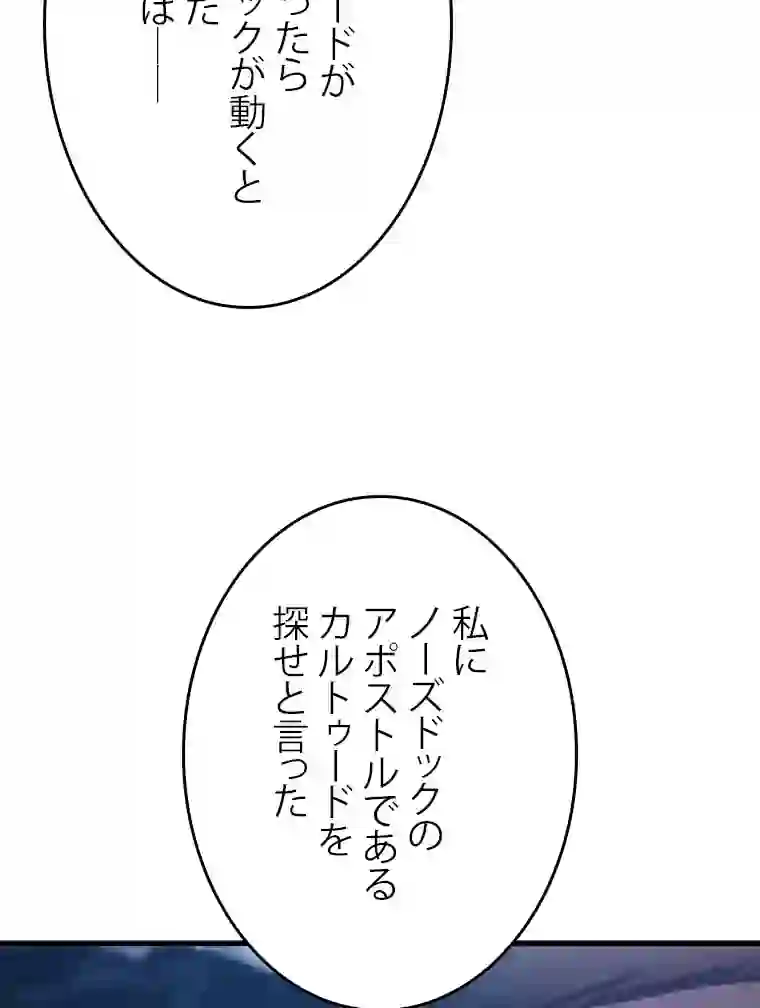 ードが
ったら
ックが動くと
た
は——
私に
ノーズドックの
アポストルである
カルトゥードを
探せと言った